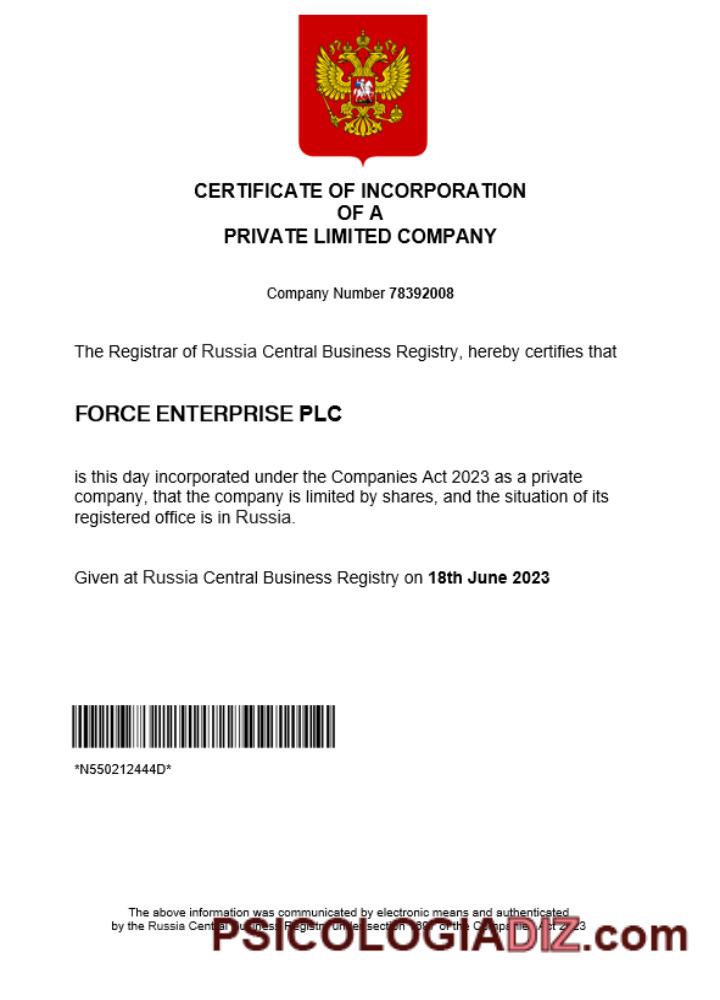 CERTIFICATE OF INCORPORATION
OF A
PRIVATE LIMITED COMPANY
Company Number 78392008
The Registrar of Russia Central Business Registry, hereby certifies that
FORCE ENTERPRISE PLC
is this day incorporated under the Companies Act 2023 as a private
company, that the company is limited by shares, and the situation of its
registered office is in Russia.
Given at Russia Central Business Registry on 18th June 2023
*N550212444D*
The above information was communicated by electronic means and authenticated
by the Russia Central Business Registry under section of the Companies Act 2023
PSICOLOGIADIZ.com